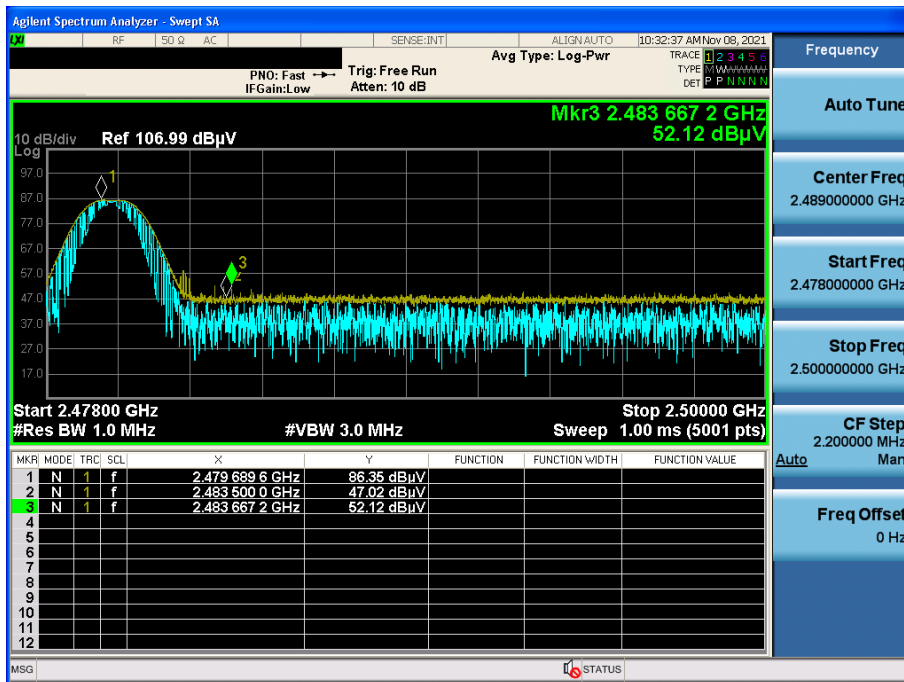 Agilent Spectrum Analyzer - Swept SA
LXI RF 50 Ω AC SENSE:INT ALIGN AUTO 10:32:37 AM Nov 08, 2021
Frequency
PNO: Fast Trig: Free Run Avg Type: Log-Pwr TRACE 1 2 3 4 5 6
IFGain:Low Atten: 10 dB TYPE M W W W W W
DET P P N N N N
Auto Tune
Mkr3 2.483 667 2 GHz
52.12 dBµV
10 dB/div Ref 106.99 dBµV
Log
97.0
87.0
77.0
67.0
57.0
47.0
37.0
27.0
17.0
1
3
2
Center Freq
2.489000000 GHz
Start Freq
2.478000000 GHz
Stop Freq
2.500000000 GHz
Start 2.47800 GHz Stop 2.50000 GHz
#Res BW 1.0 MHz #VBW 3.0 MHz Sweep 1.00 ms (5001 pts)
CF Step
2.200000 MHz
Auto Man
MKR MODE TRC SCL X Y FUNCTION FUNCTION WIDTH FUNCTION VALUE
1 N 1 f 2.479 689 6 GHz 86.35 dBµV
2 N 1 f 2.483 500 0 GHz 47.02 dBµV
3 N 1 f 2.483 667 2 GHz 52.12 dBµV
4
5
6
7
8
9
10
11
12
Freq Offset
0 Hz
MSG STATUS